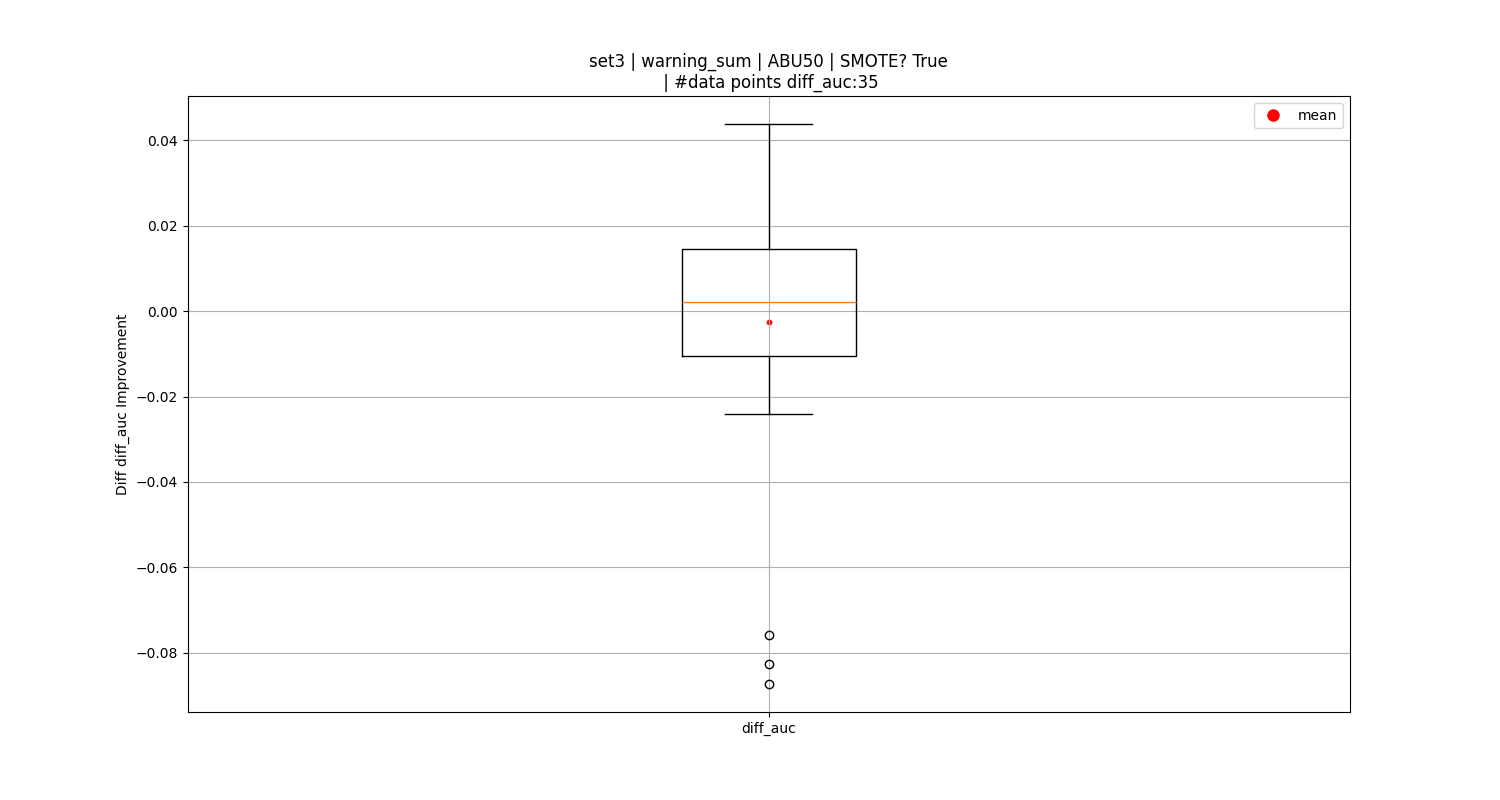 set3 | warning_sum | ABU50 | SMOTE? True
| #data points diff_auc:35
mean
0.04
0.02
0.00
−0.02
−0.04
−0.06
−0.08
Diff diff_auc Improvement
diff_auc